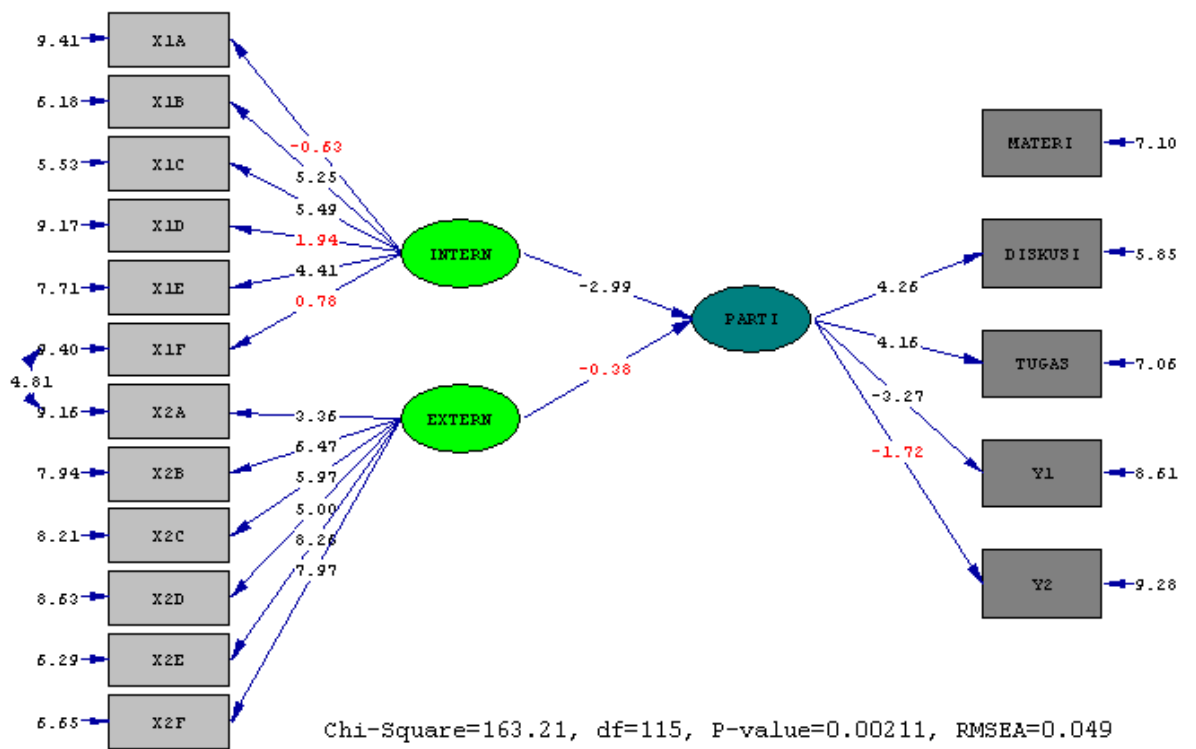 9.41 X1A
6.18 X1B
5.53 X1C
9.17 X1D
7.71 X1E
9.40 X1F
4.81
9.16 X2A
7.94 X2B
8.21 X2C
8.63 X2D
6.29 X2E
6.65 X2F
-0.63
5.25
5.49
1.94
4.41
0.78
3.36
6.47
5.97
5.00
8.26
7.97
INTERN
EXTERN
-2.99
-0.38
PARTI
4.26
4.16
-3.27
-1.72
MATERI 7.10
DISKUSI 5.85
TUGAS 7.06
Y1 8.61
Y2 9.28
Chi-Square=163.21, df=115, P-value=0.00211, RMSEA=0.049